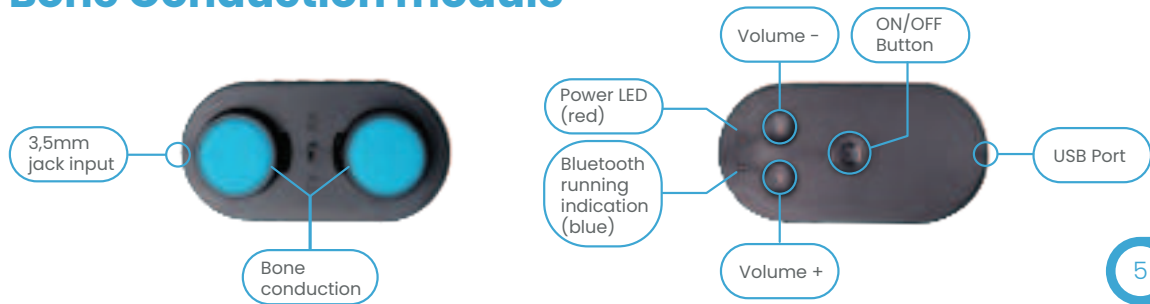 Bone Conduction module
3,5mm
jack input
Bone
conduction
Volume -
ON/OFF
Button
Power LED
(red)
Bluetooth
running
indication
(blue)
Volume +
USB Port
5